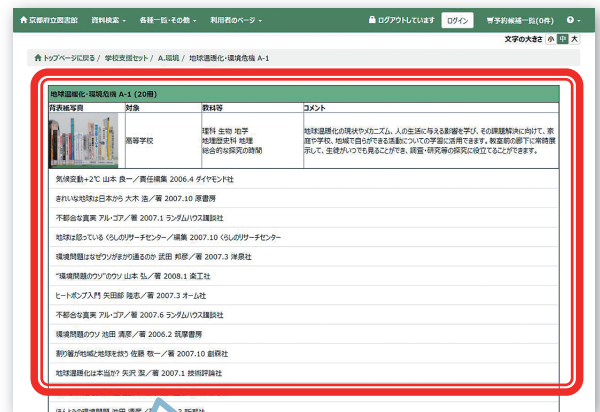 京都府立図書館 資料検索 各種一覧・その他 利用者のページ ログアウトしています ログイン 予約候補一覧(0件)
文字の大きさ 小 中 大
トップページに戻る / 学校支援セット / A.環境 / 地球温暖化・環境危機 A-1
地球温暖化・環境危機 A-1 (20冊)
背表紙写真 対象 教科等 コメント
高等学校
理科 生物 地学
地理歴史科 地理
総合的な探究の時間
地球温暖化の現状やメカニズム、人の生活に与える影響を学び、その課題解決に向けて、家
庭や学校、地域で自らができる活動についての学習に活用できます。教室前の廊下に常時展
示して、生徒がいつでも見ることができ、調査・研究等の探究に役立てることができます。
気候変動+2℃ 山本 良一／責任編集 2006.4 ダイヤモンド社
きれいな地球は日本から 大木 浩／著 2007.10 原書房
不都合な真実 アル・ゴア／著 2007.1 ランダムハウス講談社
地球は怒っている くらしのリサーチセンター／編集 2007.10 くらしのリサーチセンター
環境問題はなぜウソがまかり通るのか 武田 邦彦／著 2007.3 洋泉社
“環境問題のウソ”のウソ 山本 弘／著 2008.1 楽工社
ヒートポンプ入門 矢田部 隆志／著 2007.3 オーム社
不都合な真実 アル・ゴア／著 2007.6 ランダムハウス講談社
環境問題のウソ 池田 清彦／著 2006.2 筑摩書房
割り箸が地域と地球を救う 佐藤 敬一／著 2007.10 創森社
地球温暖化は本当か? 矢沢 潔／著 2007.1 技術評論社
ほんとうの環境問題 池田 清彦／